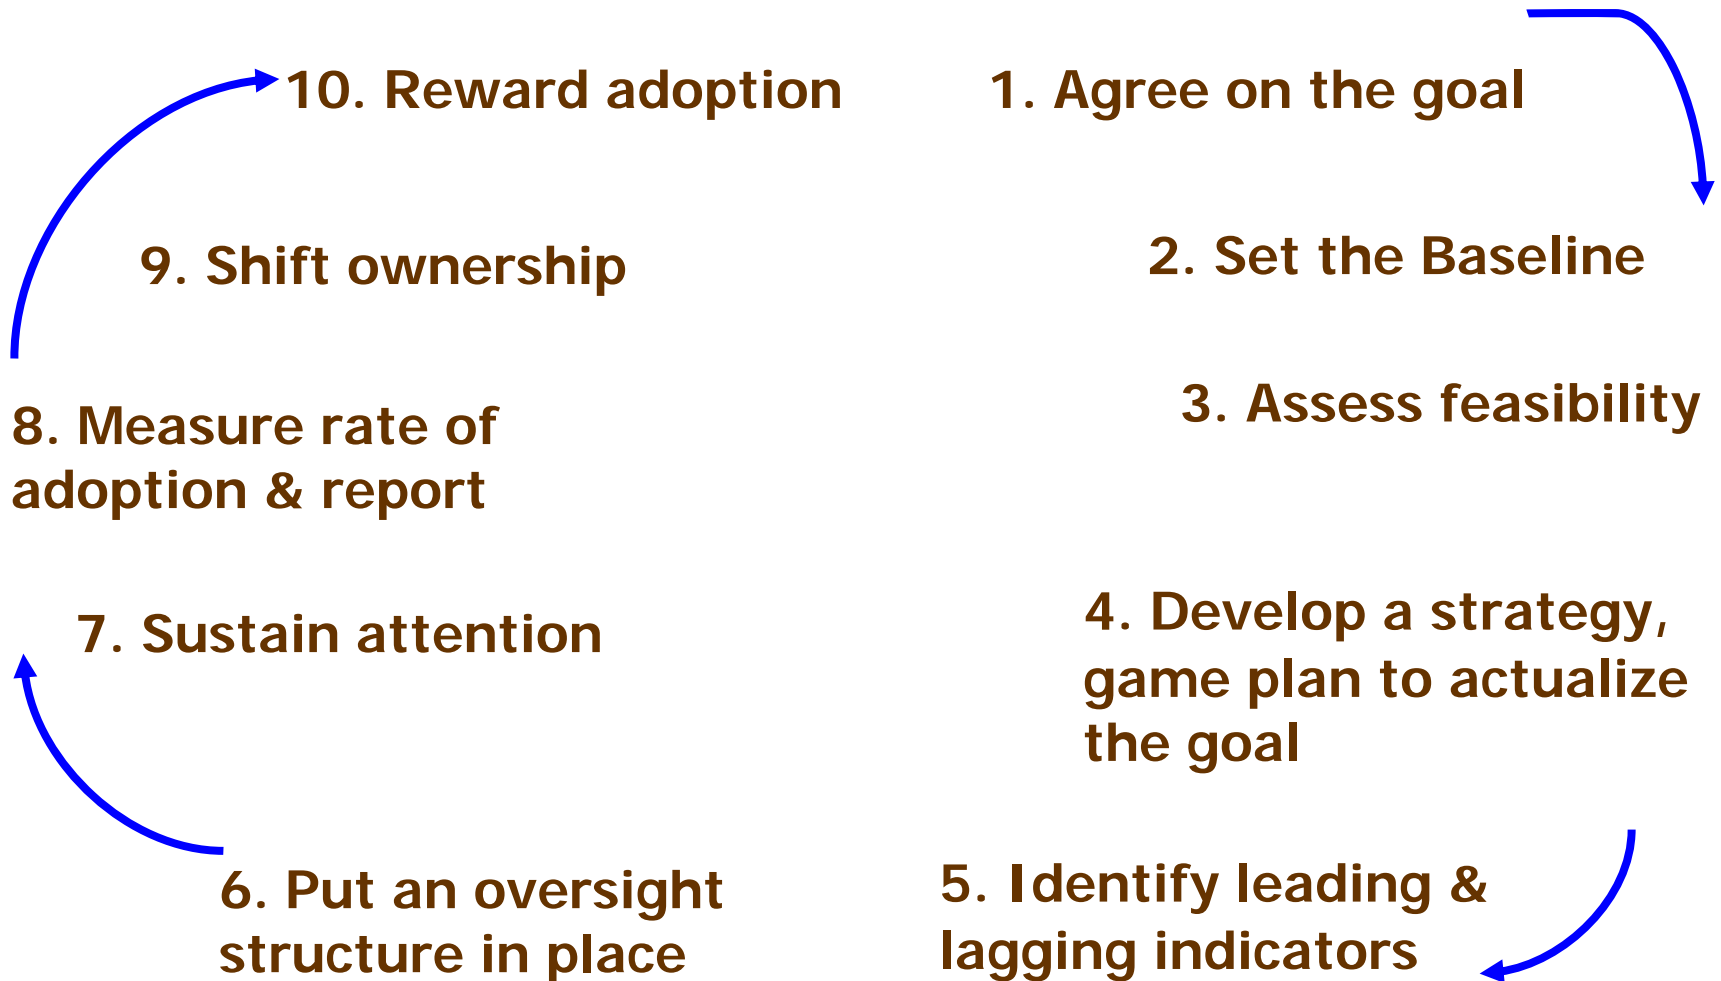 1. Agree on the goal
2. Set the Baseline
3. Assess feasibility
4. Develop a strategy,
game plan to actualize
the goal
5. Identify leading &
lagging indicators
6. Put an oversight
structure in place
7. Sustain attention
8. Measure rate of
adoption & report
9. Shift ownership
10. Reward adoption